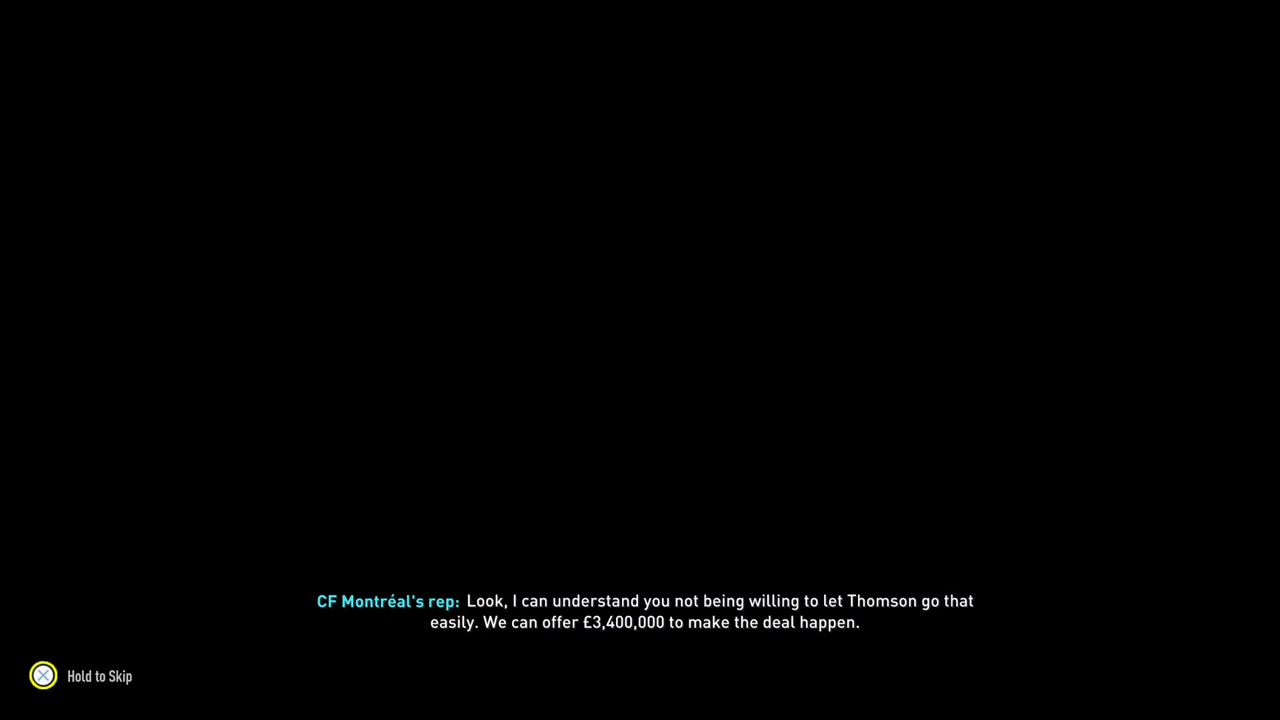 CF Montréal's rep: Look, I can understand you not being willing to let Thomson go that
easily. We can offer £3,400,000 to make the deal happen.
Hold to Skip